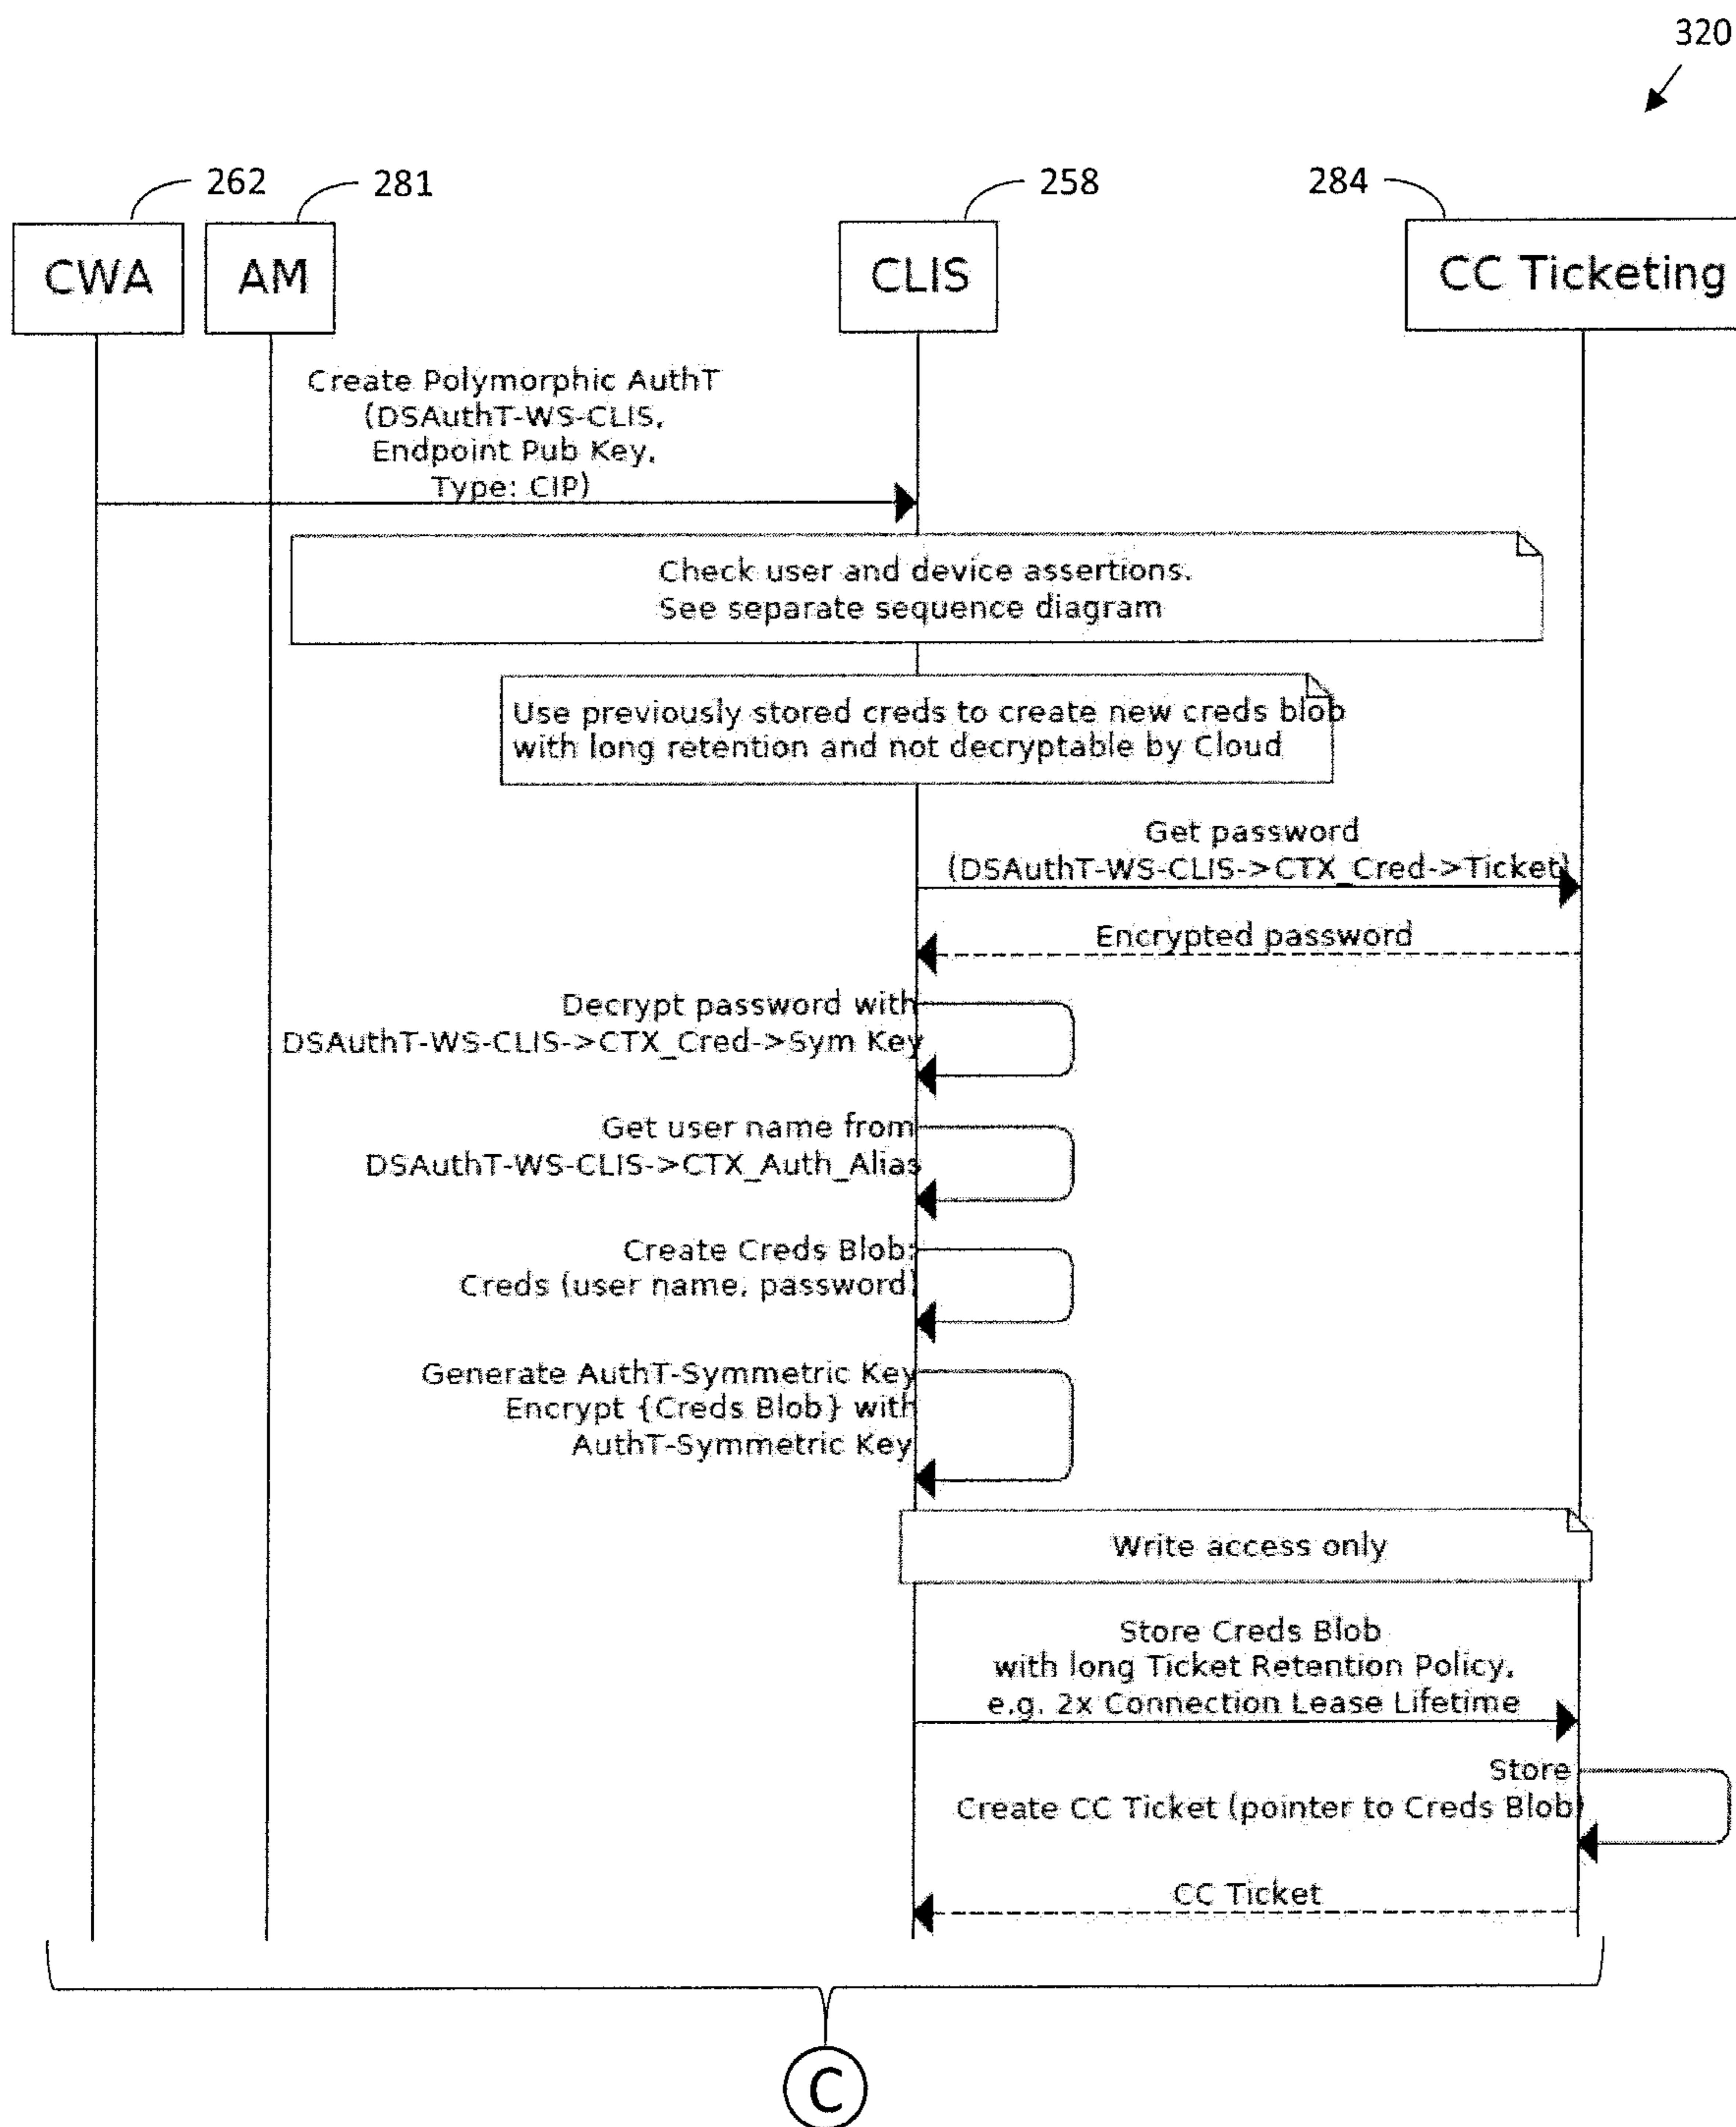 320
262
281
258
284
CWA
AM
CLIS
CC Ticketing
Create Polymorphic AuthT
(DSAuthT-WS-CLIS,
Endpoint Pub Key,
Type: CIP)
Check user and device assertions.
See separate sequence diagram
Use previously stored creds to create new creds blob
with long retention and not decryptable by Cloud
Get password
(DSAuthT-WS-CLIS->CTX_Cred->Ticket)
Encrypted password
Decrypt password with
DSAuthT-WS-CLIS->CTX_Cred->Sym Key
Get user name from
DSAuthT-WS-CLIS->CTX_Auth_Alias
Create Creds Blob:
Creds (user name, password)
Generate AuthT-Symmetric Key
Encrypt {Creds Blob} with
AuthT-Symmetric Key
Write access only
Store Creds Blob
with long Ticket Retention Policy,
e.g. 2x Connection Lease Lifetime
Store
Create CC Ticket (pointer to Creds Blob)
CC Ticket
C